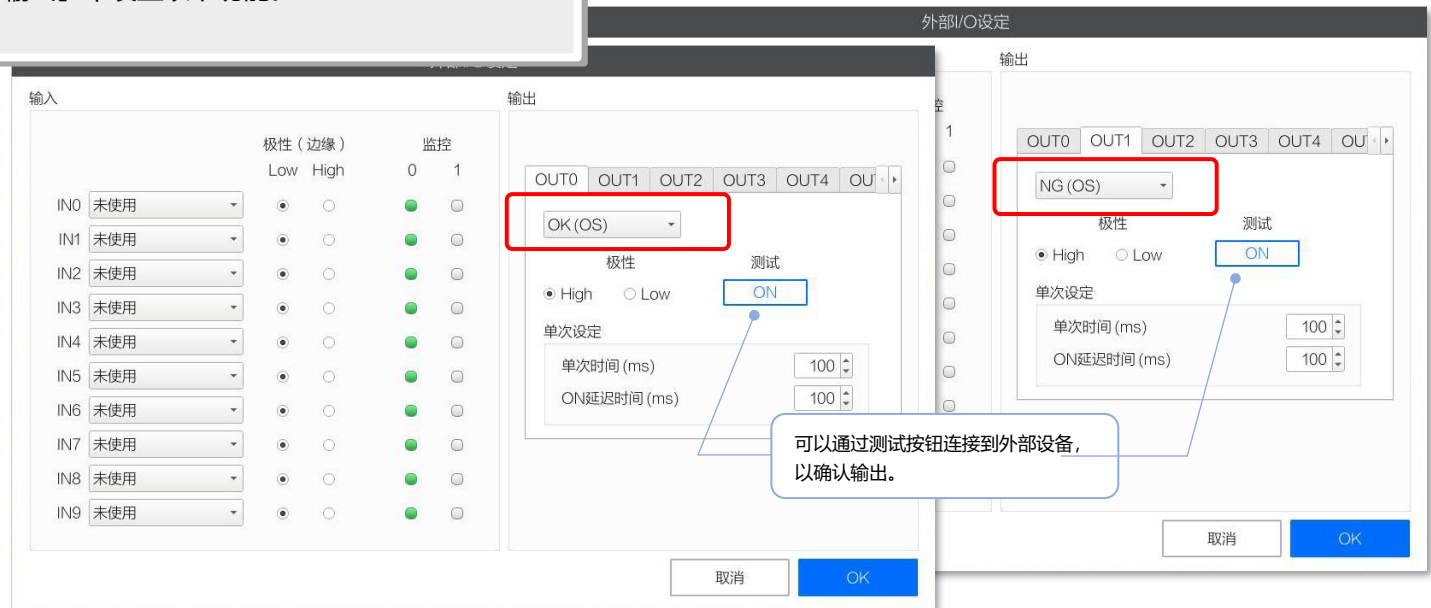 外部I/O设定
输入
输出
极性（边缘）
监控
Low High
0 1
IN0 未使用
IN1 未使用
IN2 未使用
IN3 未使用
IN4 未使用
IN5 未使用
IN6 未使用
IN7 未使用
IN8 未使用
IN9 未使用
OUT0 OUT1 OUT2 OUT3 OUT4
OK (OS)
极性 测试
High Low ON
单次设定
单次时间 (ms) 100
ON延迟时间 (ms) 100
取消 OK
输出
1
OUT0 OUT1 OUT2 OUT3 OUT4
NG (OS)
极性 测试
High Low ON
单次设定
单次时间 (ms) 100
ON延迟时间 (ms) 100
可以通过测试按钮连接到外部设备，
以确认输出。
取消 OK